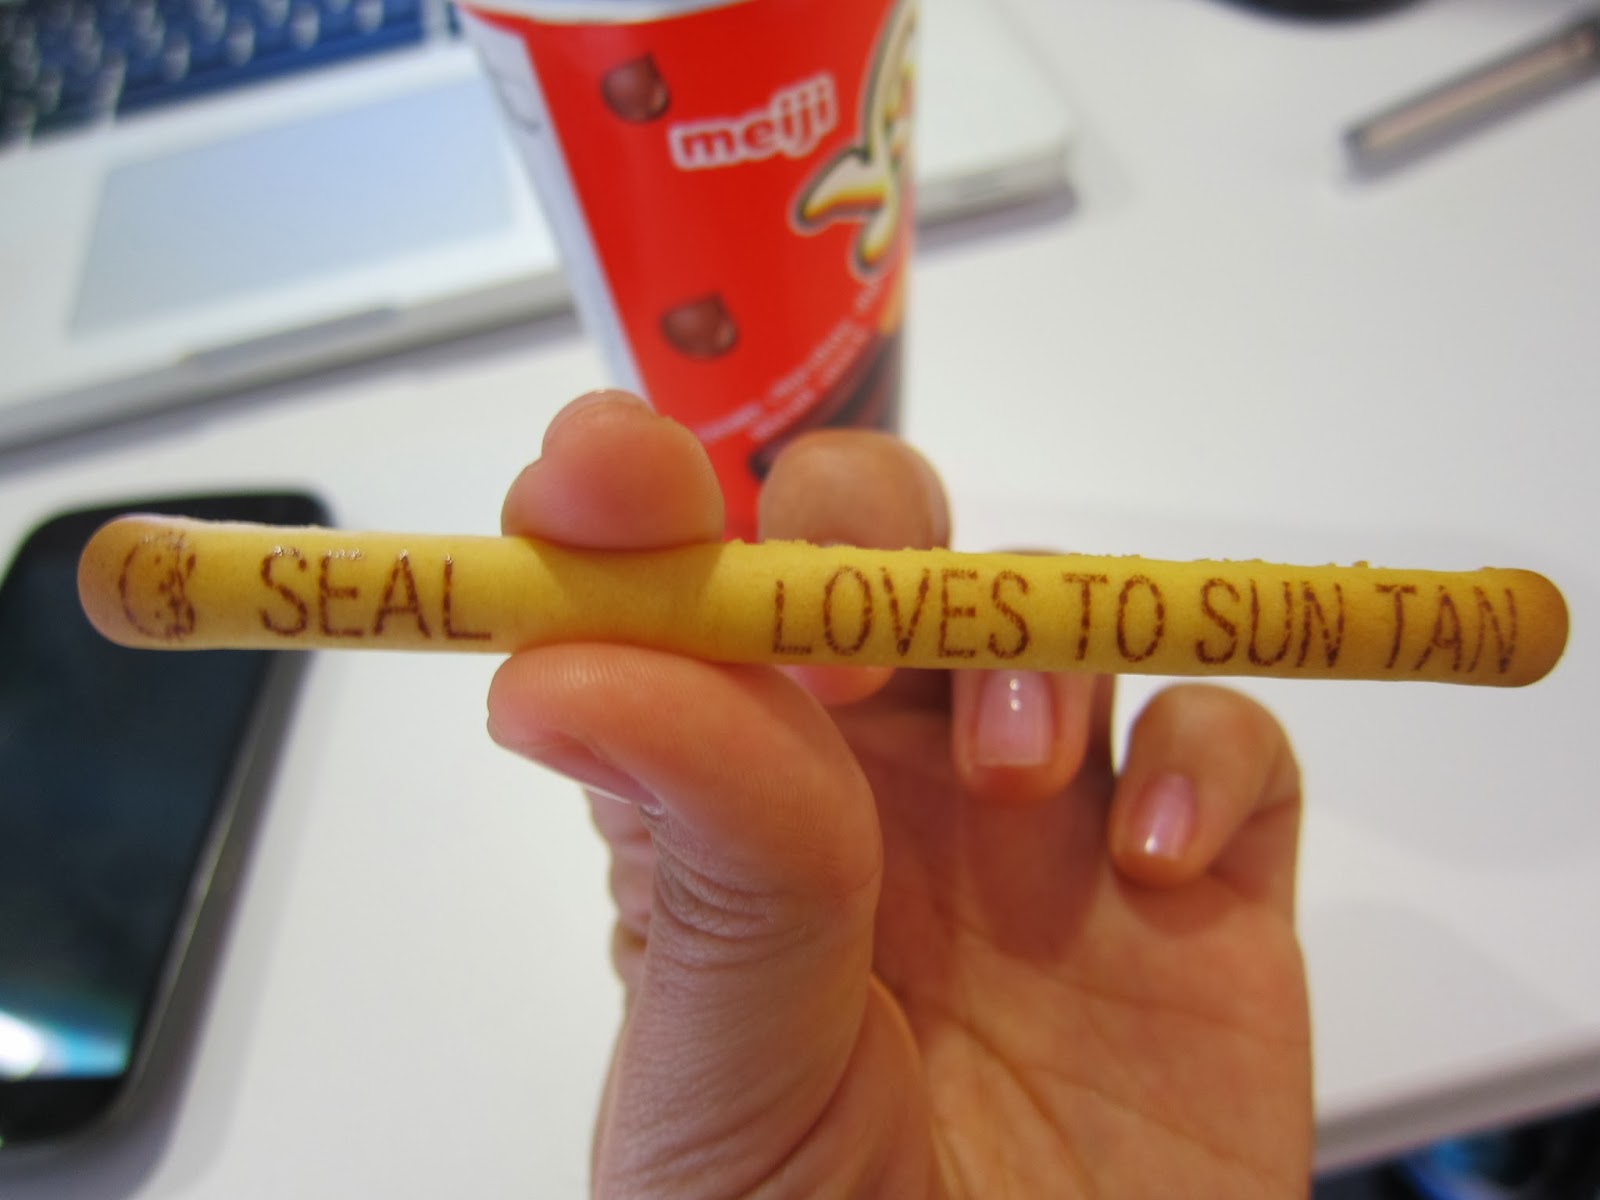 meiji
SEAL LOVES TO SUN TAN